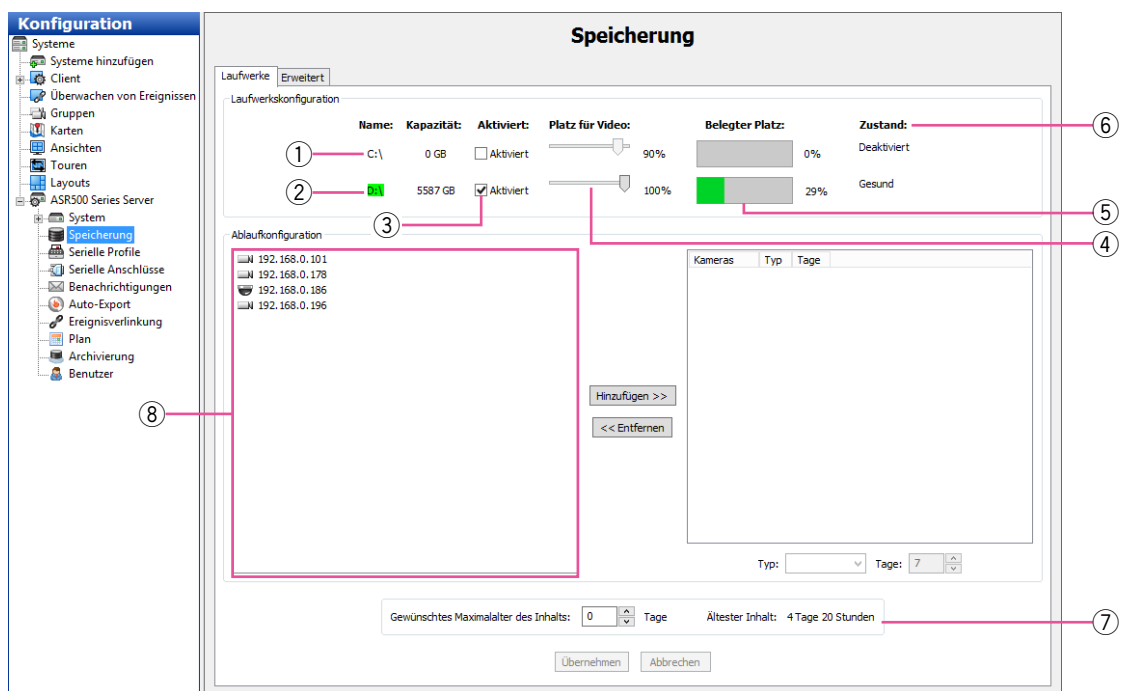 Konfiguration
Systeme
Systeme hinzufügen
Client
Überwachen von Ereignissen
Gruppen
Karten
Ansichten
Touren
Layouts
ASR500 Series Server
System
Speicherung
Serielle Profile
Serielle Anschlüsse
Benachrichtigungen
Auto-Export
Ereignisverlinkung
Plan
Archivierung
Benutzer
Speicherung
Laufwerke Erweitert
Laufwerkskonfiguration
Name: Kapazität: Aktiviert: Platz für Video: Belegter Platz: Zustand: 6
1 C:\ 0 GB Aktiviert 90% 0% Deaktiviert
2 D:\ 5587 GB Aktiviert 100% 29% Gesund
3 5
4
Ablaufkonfiguration
192.168.0.101
192.168.0.178
192.168.0.186
192.168.0.196
8
Hinzufügen >>
<< Entfernen
Kameras Typ Tage
Typ: Tage: 7
Gewünschtes Maximalalter des Inhalts: 0 Tage Ältester Inhalt: 4 Tage 20 Stunden 7
Übernehmen Abbrechen